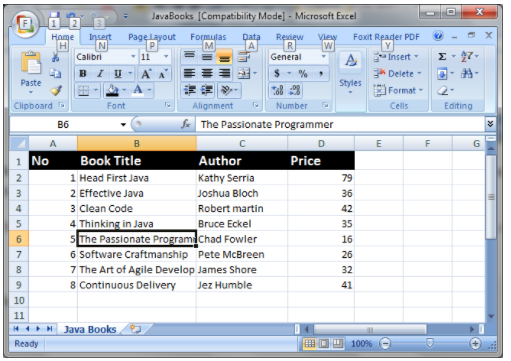 JavaBooks [Compatibility Mode] - Microsoft Excel
F 1 2 3
Home Insert Page Layout Formulas Data Review View Foxit Reader PDF
H N P M A R W Y
Paste
Calibri 11
B I U A A
General
$ % ,
Styles
Insert
Delete
Format
Σ
Clipboard Font Alignment Number Cells Editing
B6 fx The Passionate Programmer
A B C D E F G
1 No Book Title Author Price
2 1 Head First Java Kathy Serria 79
3 2 Effective Java Joshua Bloch 36
4 3 Clean Code Robert martin 42
5 4 Thinking in Java Bruce Eckel 35
6 5 The Passionate Programm Chad Fowler 16
7 6 Software Craftmanship Pete McBreen 26
8 7 The Art of Agile Develop James Shore 32
9 8 Continuous Delivery Jez Humble 41
10
11
Java Books
Ready 100%